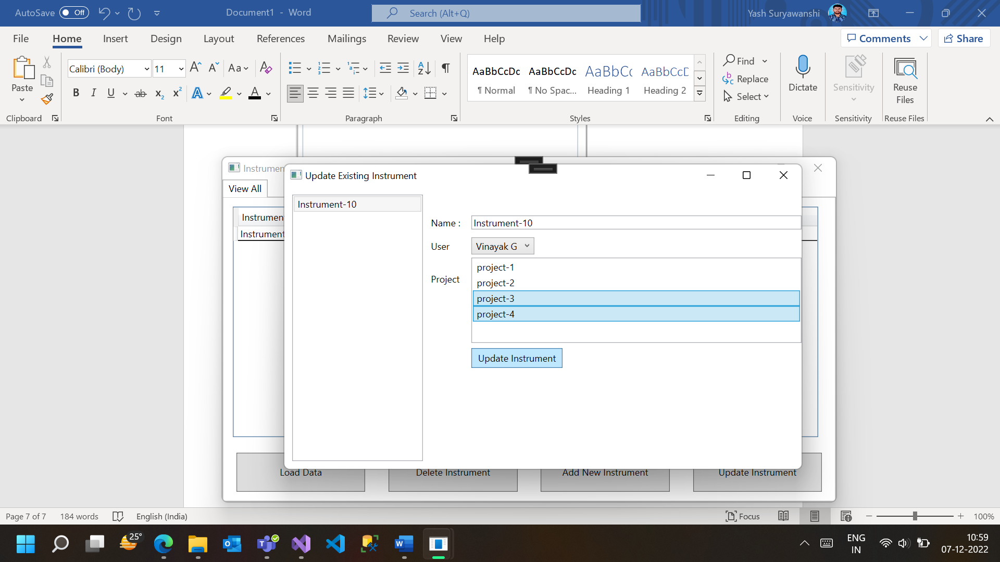 AutoSave Off
Document1 - Word
Search (Alt+Q)
Yash Suryawanshi
File Home Insert Design Layout References Mailings Review View Help
Comments
Share
Paste
Clipboard
Calibri (Body) 11
Aa
B I U ab x₂ x² A A
Font
Paragraph
AaBbCcDc AaBbCcDc AaBbCc AaBbCcD
¶ Normal ¶ No Spac... Heading 1 Heading 2
Styles
Find
Replace
Select
Editing
Dictate
Voice
Sensitivity
Sensitivity
Reuse
Files
Reuse Files
Instrumen
View All
Instrument
Instrument
Update Existing Instrument
Instrument-10
Name : Instrument-10
User Vinayak G
Project
project-1
project-2
project-3
project-4
Update Instrument
Load Data Delete Instrument Add New Instrument Update Instrument
Page 7 of 7 184 words English (India)
Focus
100%
25°
ENG
IN
10:59
07-12-2022